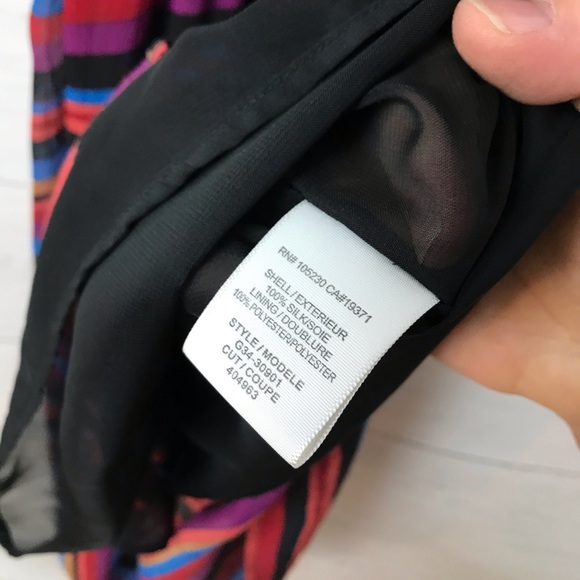 RN# 105230 CA#19371
SHELL / EXTERIEUR
100% SILK/SOIE
LINING / DOUBLURE
100% POLYESTER/POLYESTER
STYLE / MODELE
G34-30901
CUT / COUPE
404963